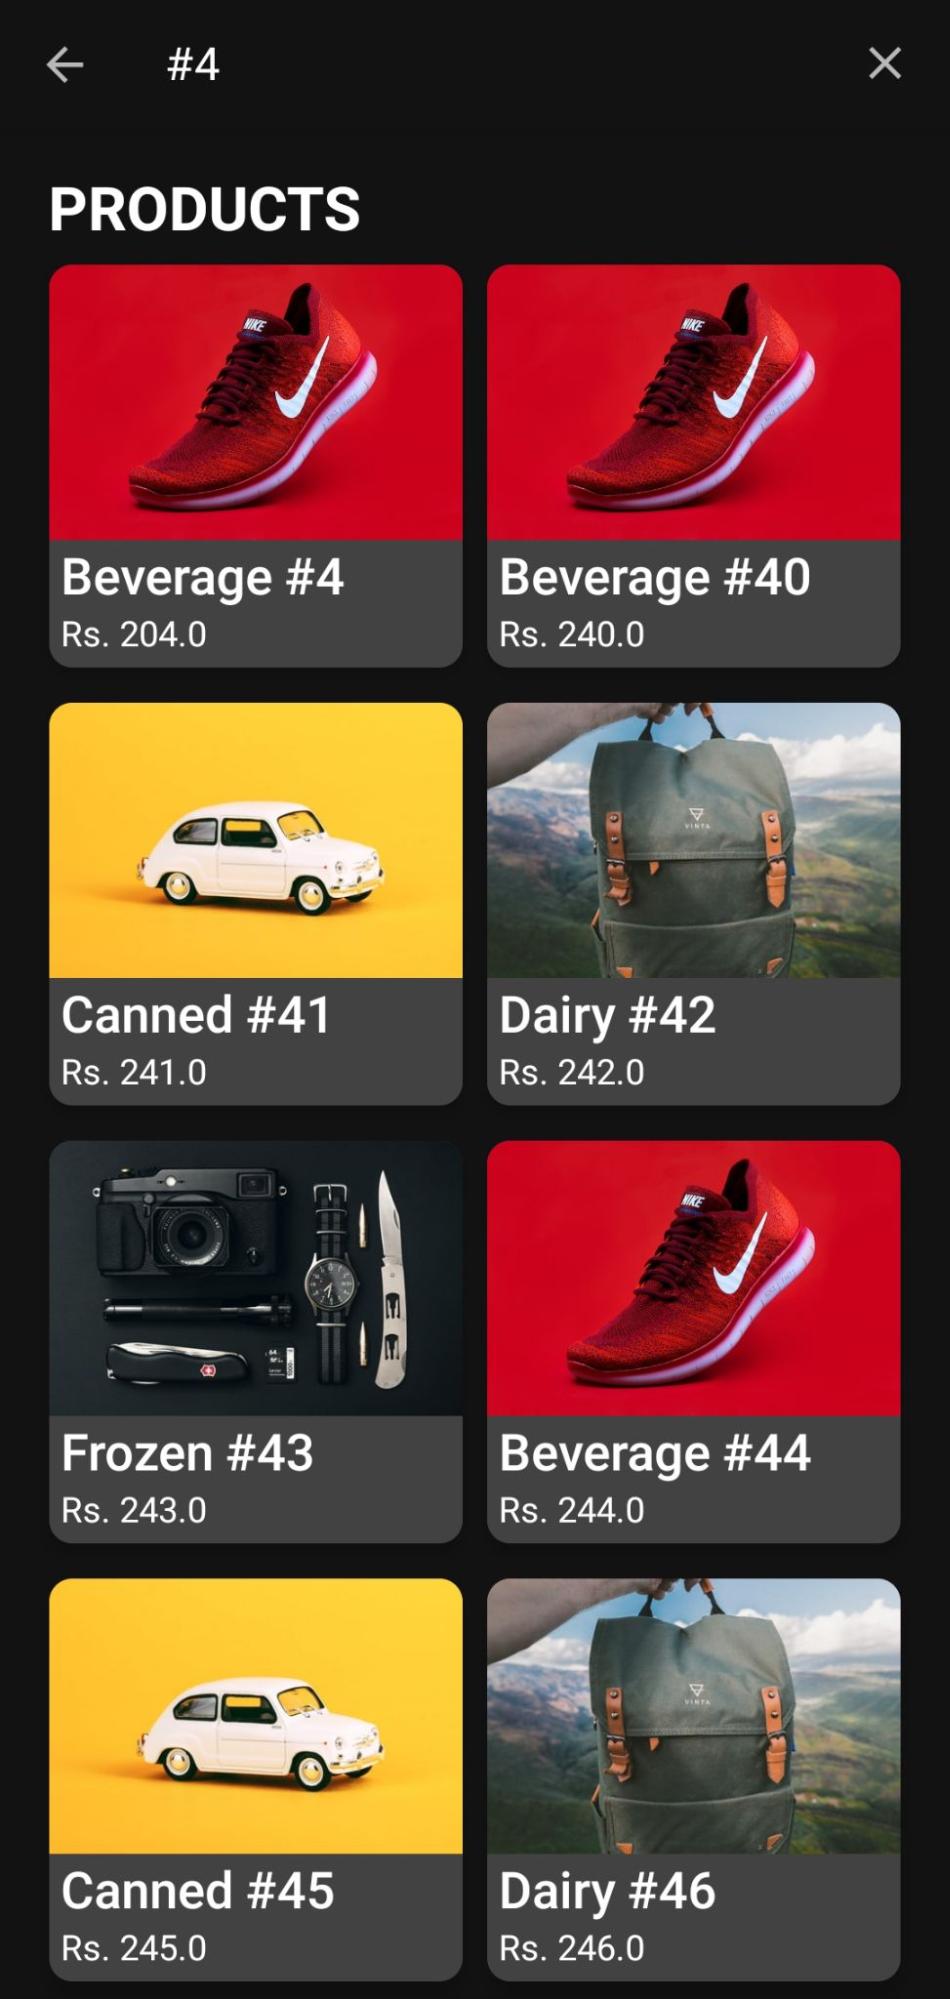 #4
PRODUCTS
NIKE
NIKE
Beverage #4
Beverage #40
Rs. 204.0
Rs. 240.0
VINTA
Canned #41
Dairy #42
Rs. 241.0
Rs. 242.0
NIKE
64
Frozen #43
Beverage #44
Rs. 243.0
Rs. 244.0
VINTA
Canned #45
Dairy #46
Rs. 245.0
Rs. 246.0